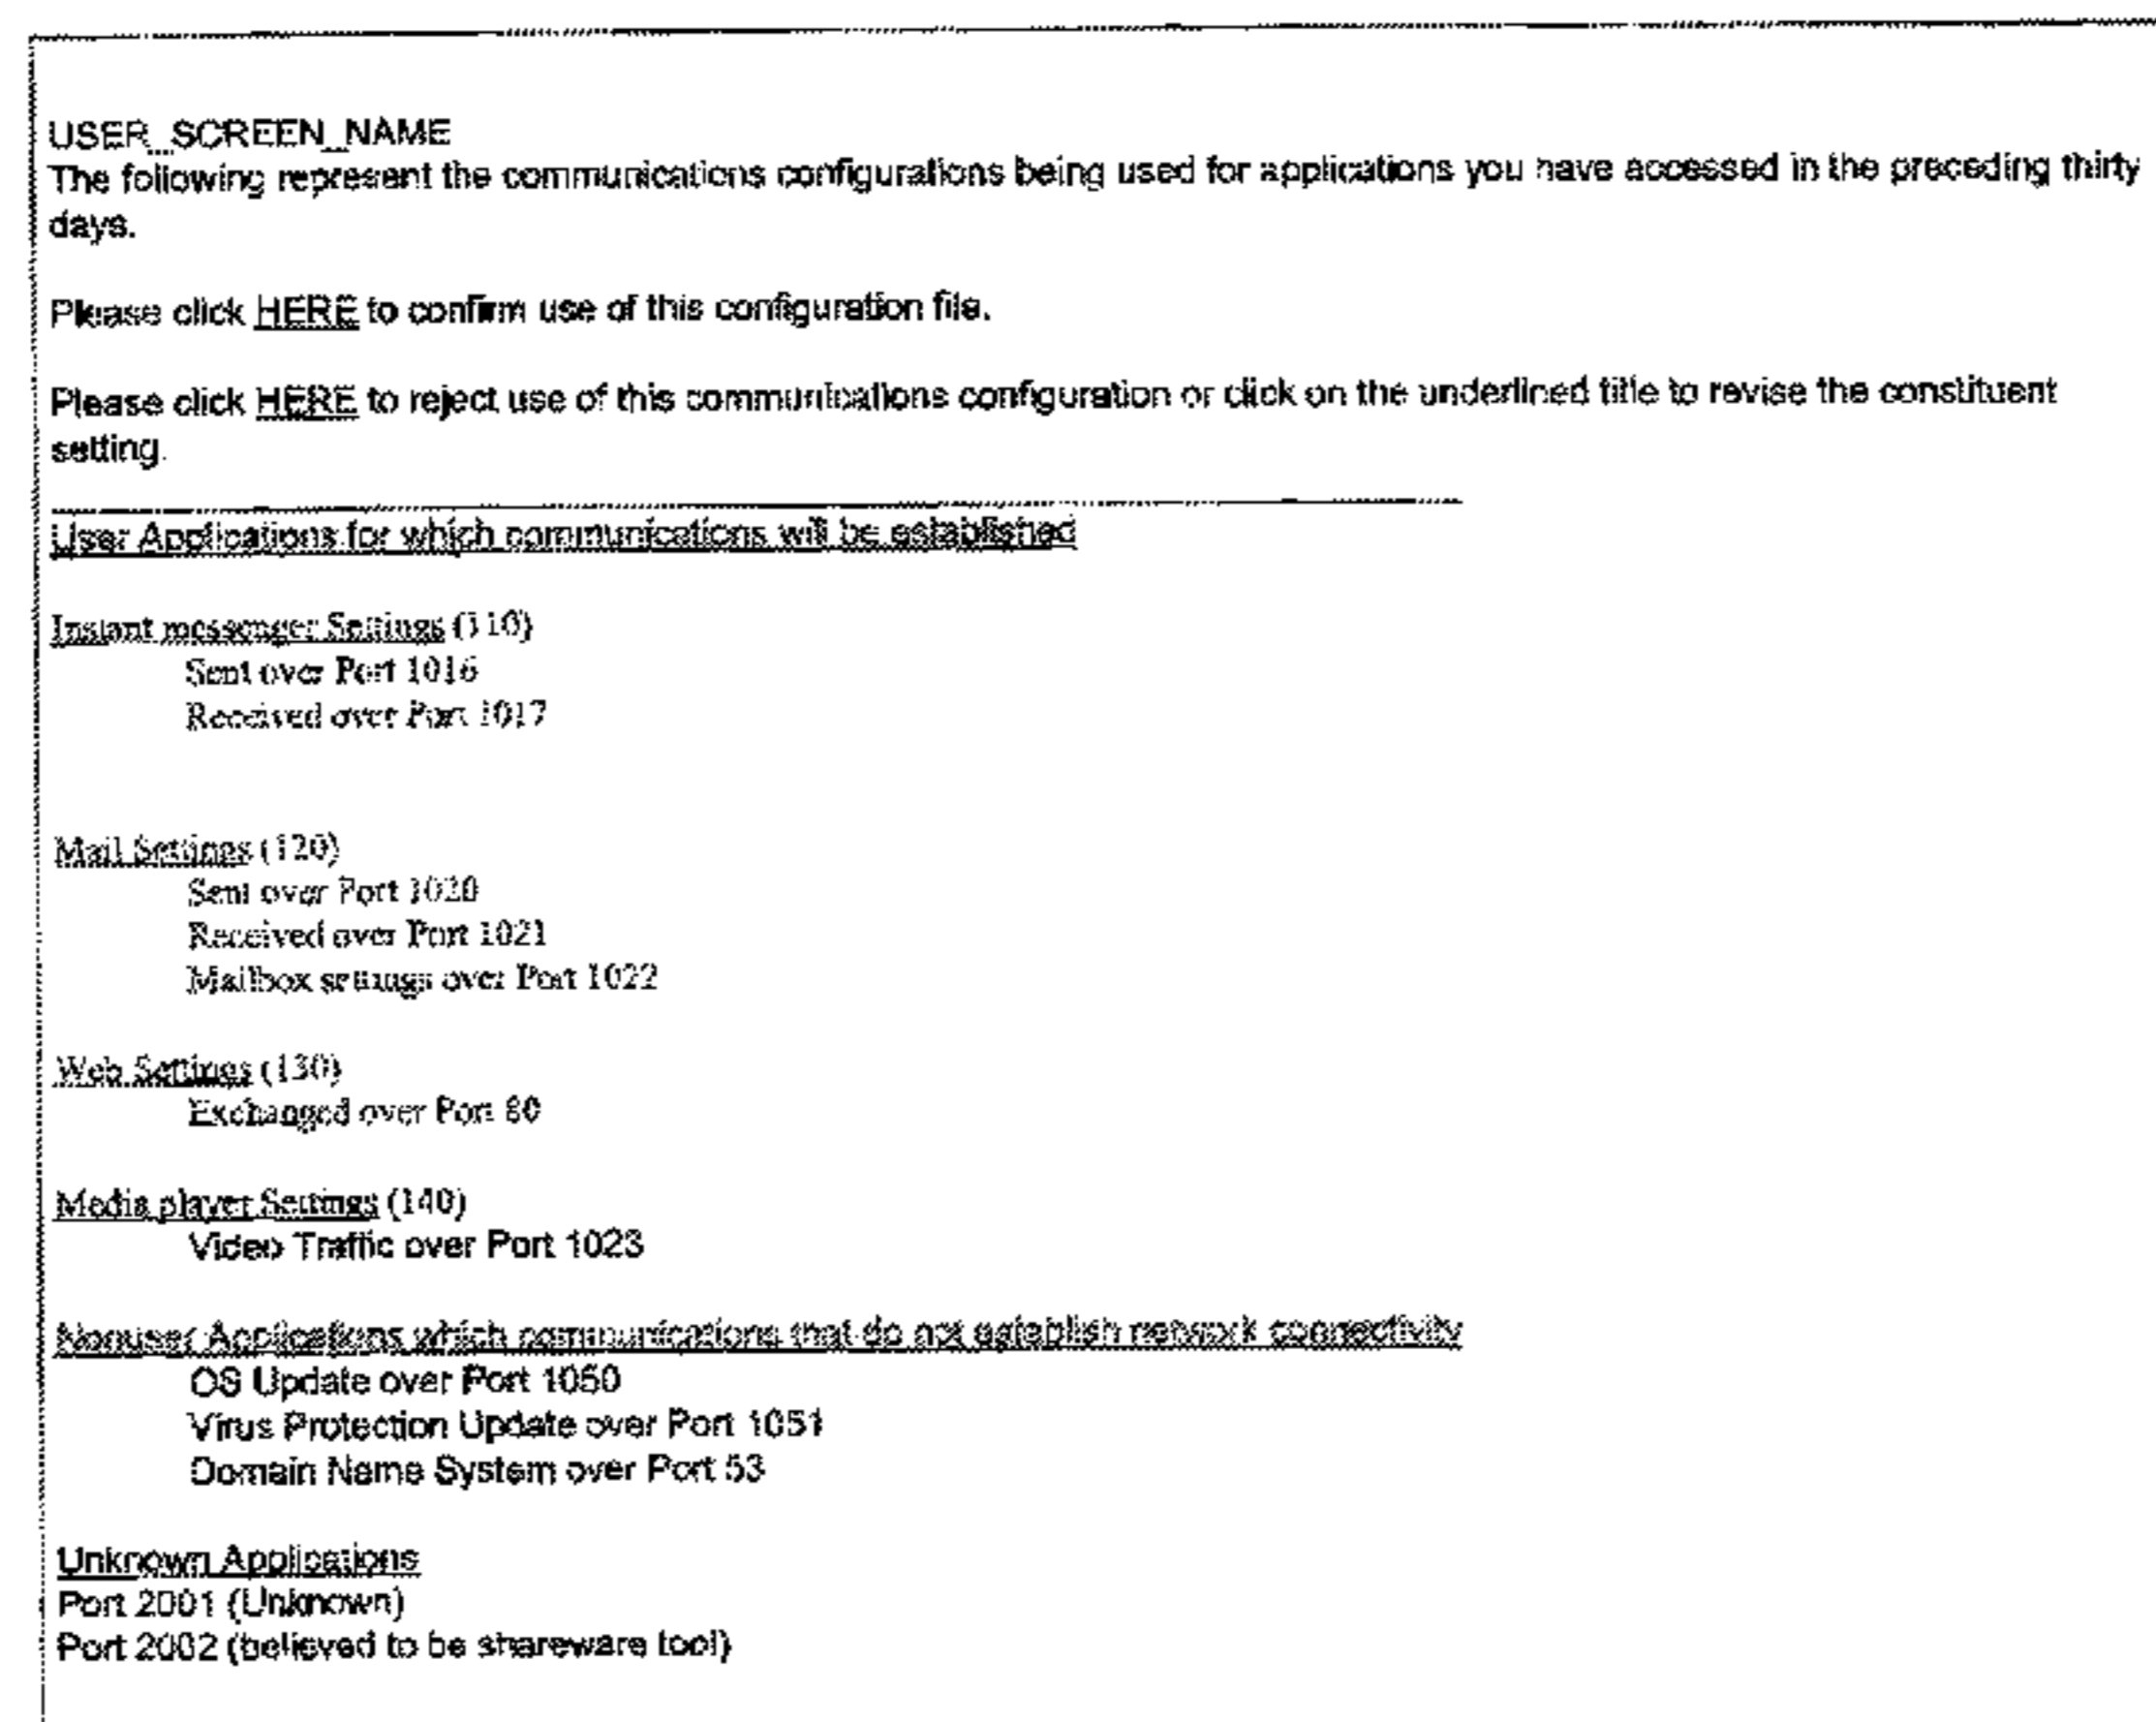 USER_SCREEN_NAME
The following represent the communications configurations being used for applications you have accessed in the preceding thirty
days.
Please click HERE to confirm use of this configuration file.
Please click HERE to reject use of this communications configuration or click on the underlined title to revise the constituent
setting.
User Applications for which communications will be established
Instant messenger Settings (110)
Sent over Port 1016
Received over Port 1017
Mail Settings (120)
Sent over Port 1020
Received over Port 1021
Mailbox settings over Port 1022
Web Settings (130)
Exchanged over Port 80
Media player Settings (140)
Video Traffic over Port 1023
Nonuser Applications which communications that do not establish network connectivity
OS Update over Port 1050
Virus Protection Update over Port 1051
Domain Name System over Port 53
Unknown Applications
Port 2001 (Unknown)
Port 2002 (believed to be shareware tool)